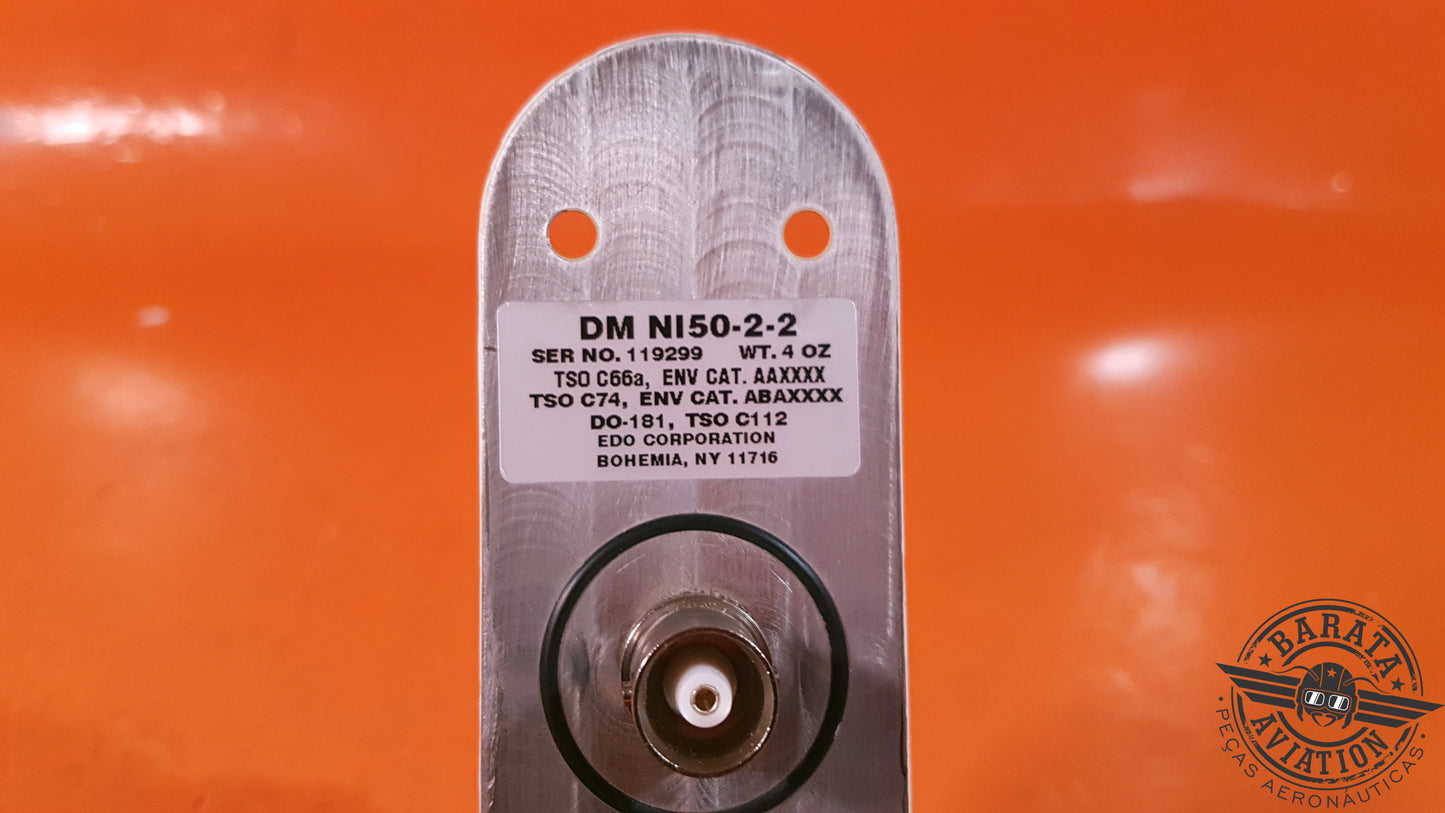 DM NI50-2-2
SER NO. 119299 WT. 4 OZ
TSO C66a, ENV CAT. AAXXXX
TSO C74, ENV CAT. ABAXXXX
DO-181, TSO C112
EDO CORPORATION
BOHEMIA, NY 11716
BARATA
AVIATION
• PEÇAS AERONÁUTICAS •